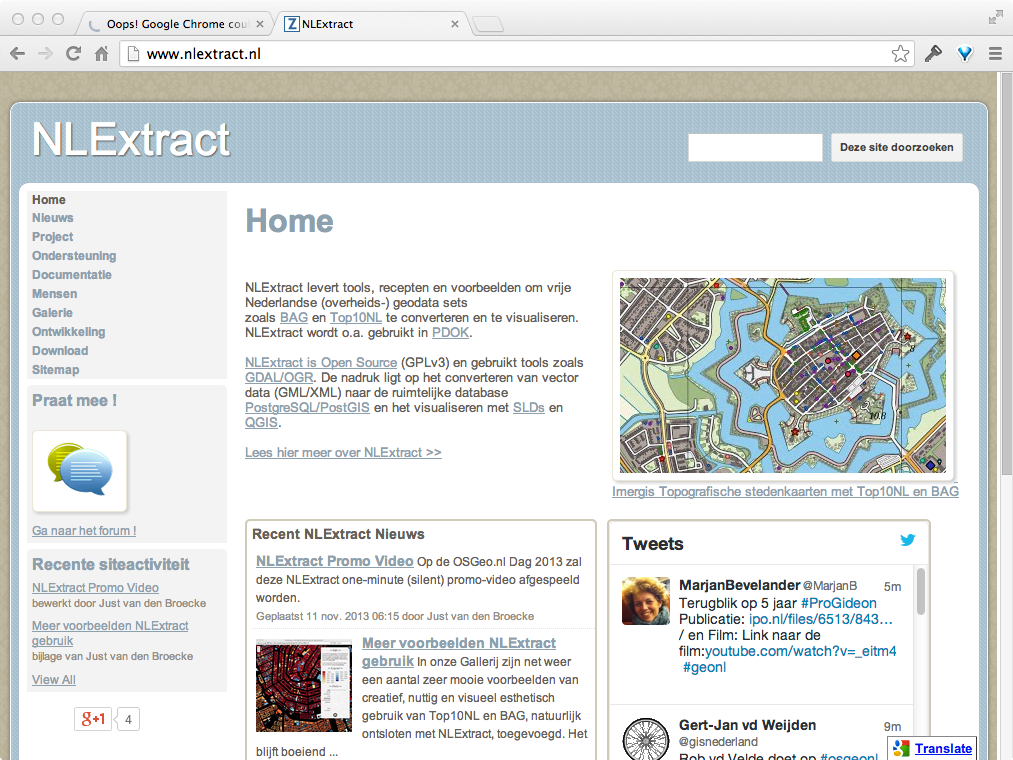 Oops! Google Chrome cou
NLExtract
www.nlextract.nl
NLExtract
Deze site doorzoeken
Home
Nieuws
Project
Ondersteuning
Documentatie
Mensen
Galerie
Ontwikkeling
Download
Sitemap
Praat mee !
Ga naar het forum !
Recente siteactiviteit
NLExtract Promo Video
bewerkt door Just van den Broecke
Meer voorbeelden NLExtract
gebruik
bijlage van Just van den Broecke
View All
g+1 4
Home
NLExtract levert tools, recepten en voorbeelden om vrije
Nederlandse (overheids-) geodata sets
zoals BAG en Top10NL te converteren en te visualiseren.
NLExtract wordt o.a. gebruikt in PDOK.
NLExtract is Open Source (GPLv3) en gebruikt tools zoals
GDAL/OGR. De nadruk ligt op het converteren van vector
data (GML/XML) naar de ruimtelijke database
PostgreSQL/PostGIS en het visualiseren met SLDs en
QGIS.
Lees hier meer over NLExtract >>
10.8
Imergis Topografische stedenkaarten met Top10NL en BAG
Recent NLExtract Nieuws
NLExtract Promo Video Op de OSGeo.nl Dag 2013 zal
deze NLExtract one-minute (silent) promo-video afgespeeld
worden.
Geplaatst 11 nov. 2013 06:15 door Just van den Broecke
Meer voorbeelden NLExtract
gebruik In onze Gallerij zijn net weer
een aantal zeer mooie voorbeelden van
creatief, nuttig en visueel esthetisch
gebruik van Top10NL en BAG, natuurlijk
ontsloten met NLExtract, toegevoegd. Het
blijft boeiend ...
Tweets
MarjanBevelander @MarjanB 5m
Terugblik op 5 jaar #ProGideon
Publicatie: ipo.nl/files/6513/843…
/ en Film: Link naar de
film:youtube.com/watch?v=_eitm4
#geonl
Gert-Jan vd Weijden 9m
@gisnederland
Rob vd Velde doet op #osgeonl
Translate